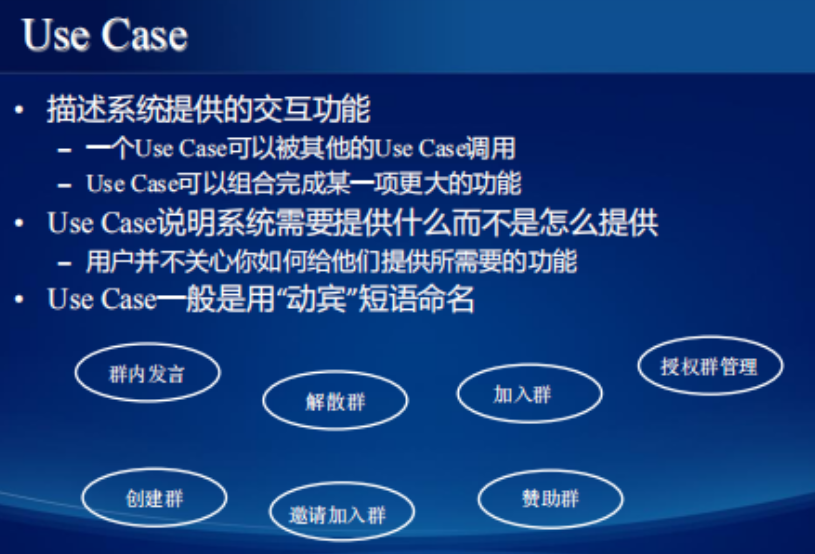 Use Case
• 描述系统提供的交互功能
– 一个Use Case可以被其他的Use Case调用
– Use Case可以组合完成某一项更大的功能
• Use Case说明系统需要提供什么而不是怎么提供
– 用户并不关心你如何给他们提供所需要的功能
• Use Case一般是用“动宾”短语命名
群内发言
解散群
加入群
授权群管理
创建群
邀请加入群
赞助群